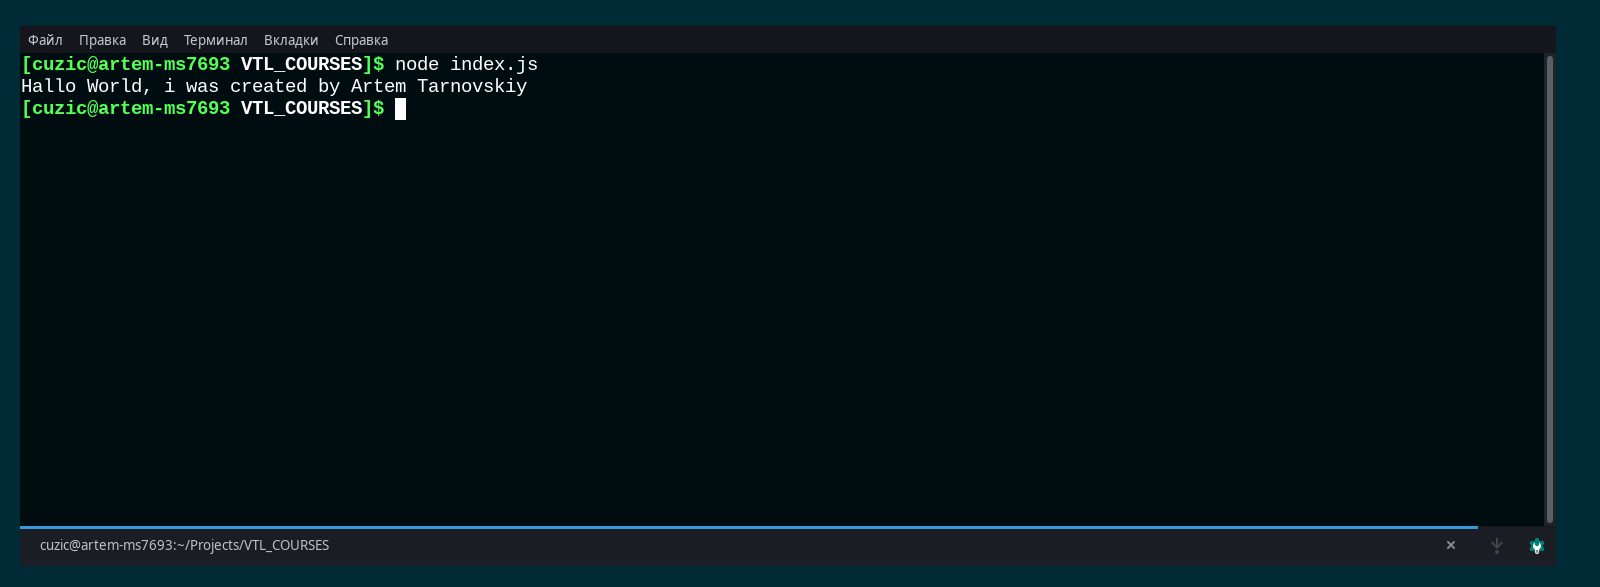 Файл Правка Вид Терминал Вкладки Справка
[cuzic@artem-ms7693 VTL_COURSES]$ node index.js
Hallo World, i was created by Artem Tarnovskiy
[cuzic@artem-ms7693 VTL_COURSES]$
cuzic@artem-ms7693:~/Projects/VTL_COURSES